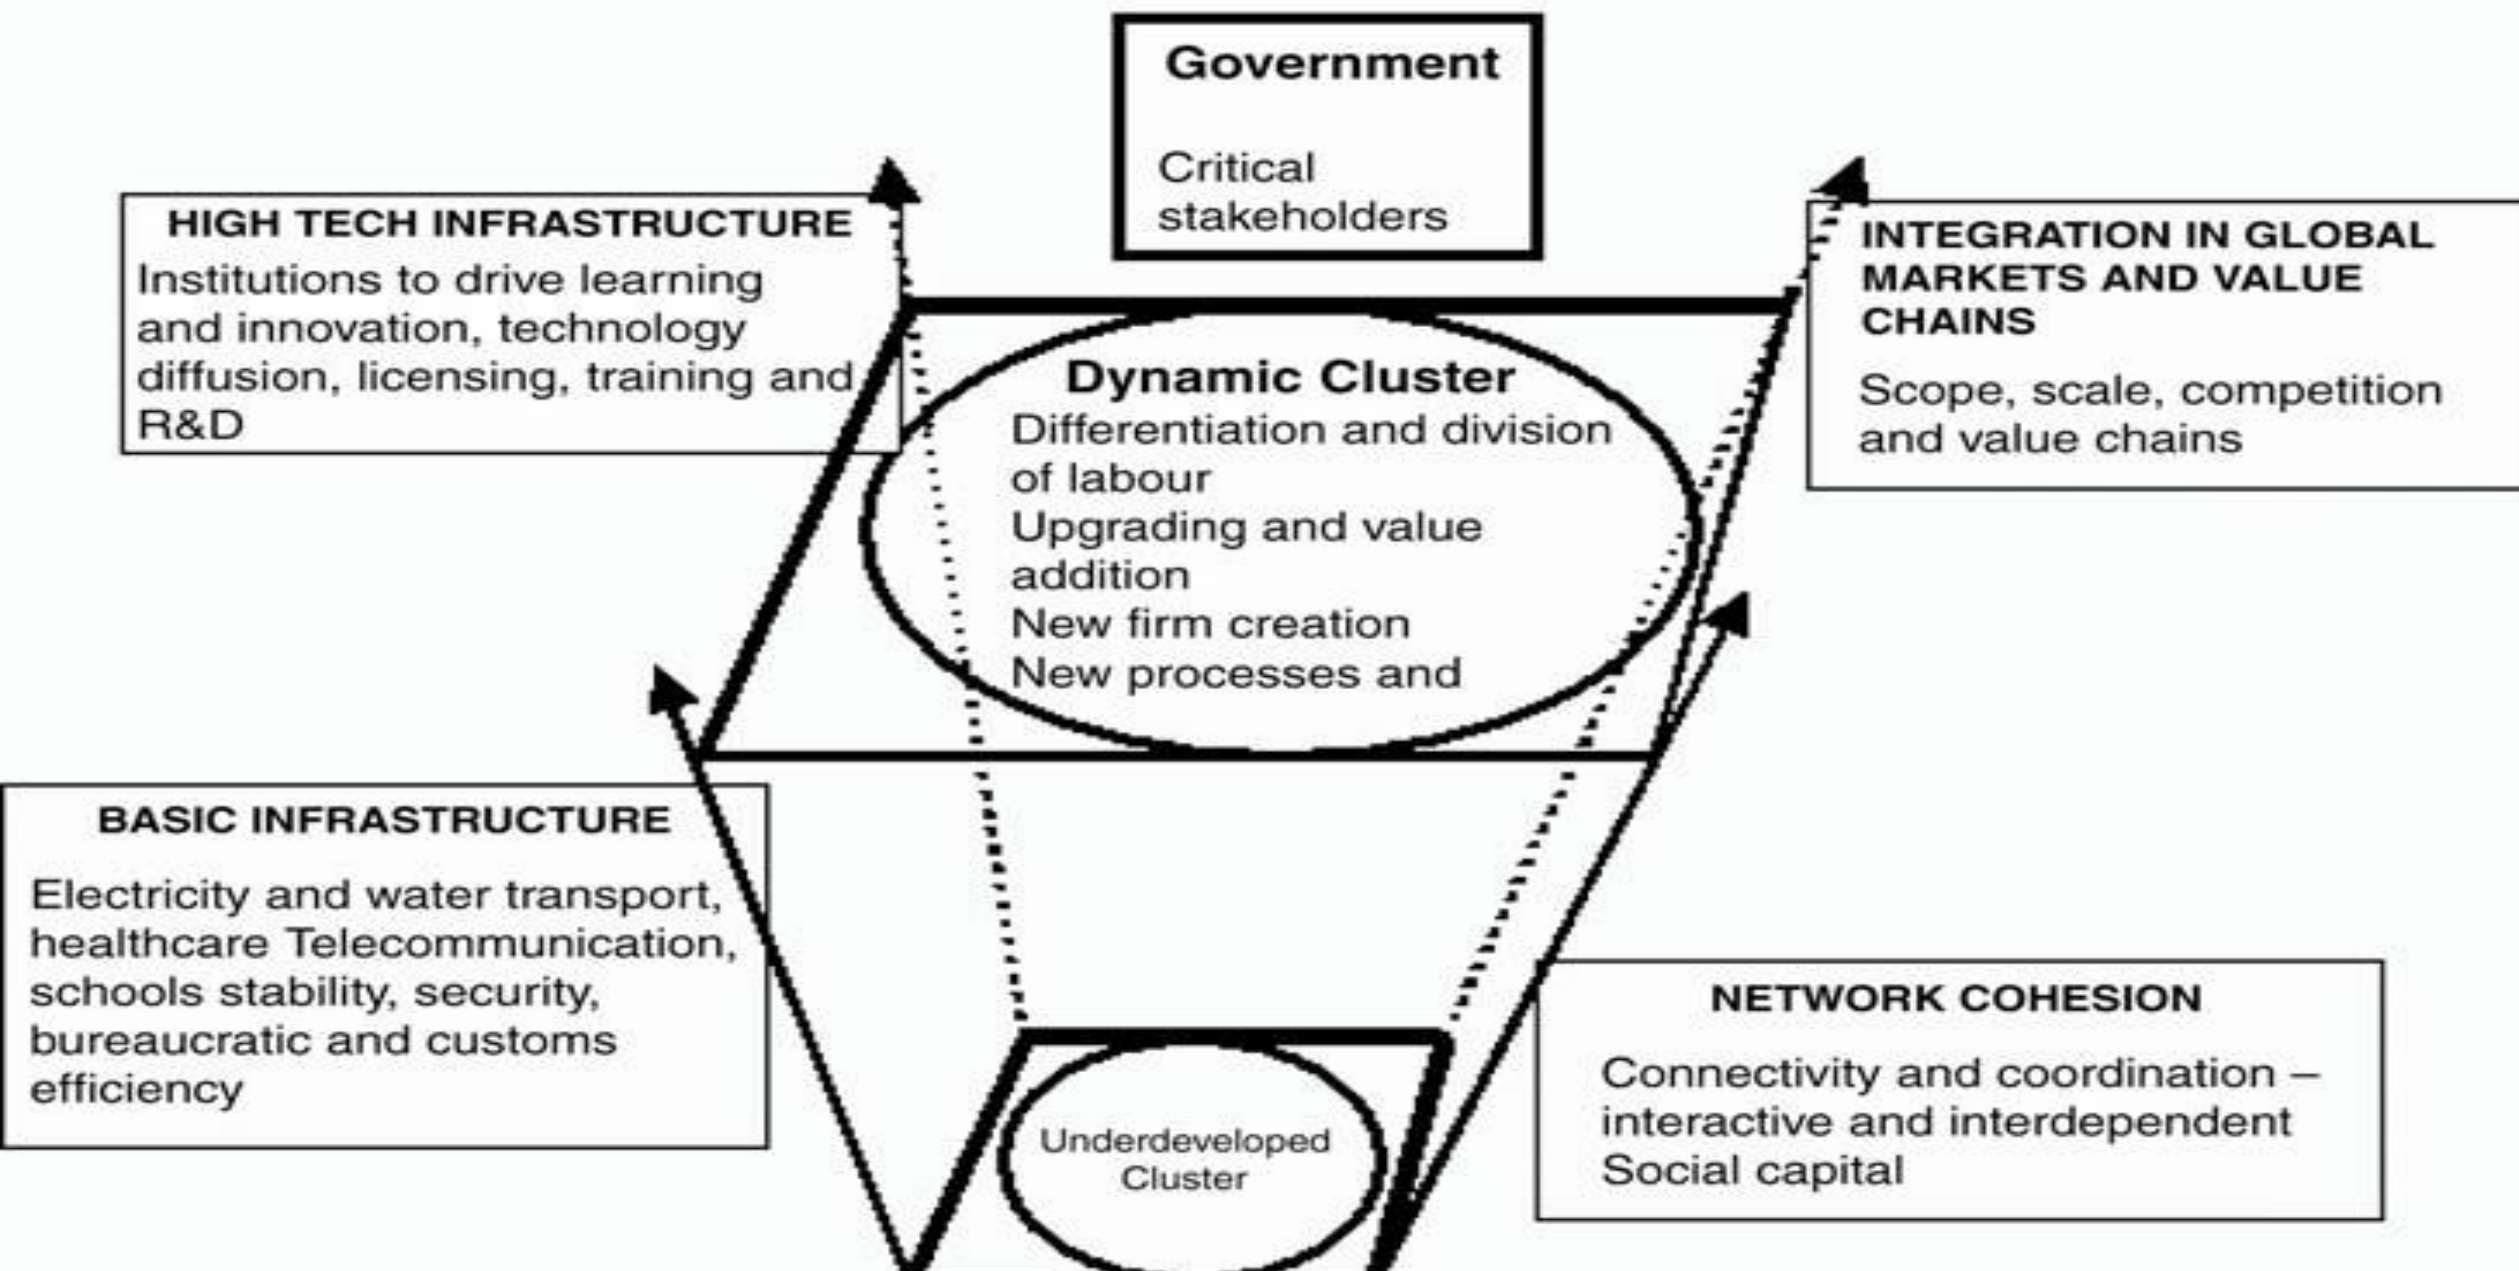 Government
Critical
stakeholders
HIGH TECH INFRASTRUCTURE
Institutions to drive learning
and innovation, technology
diffusion, licensing, training and
R&D
INTEGRATION IN GLOBAL
MARKETS AND VALUE
CHAINS
Scope, scale, competition
and value chains
Dynamic Cluster
Differentiation and division
of labour
Upgrading and value
addition
New firm creation
New processes and
BASIC INFRASTRUCTURE
Electricity and water transport,
healthcare Telecommunication,
schools stability, security,
bureaucratic and customs
efficiency
NETWORK COHESION
Connectivity and coordination –
interactive and interdependent
Social capital
Underdeveloped
Cluster